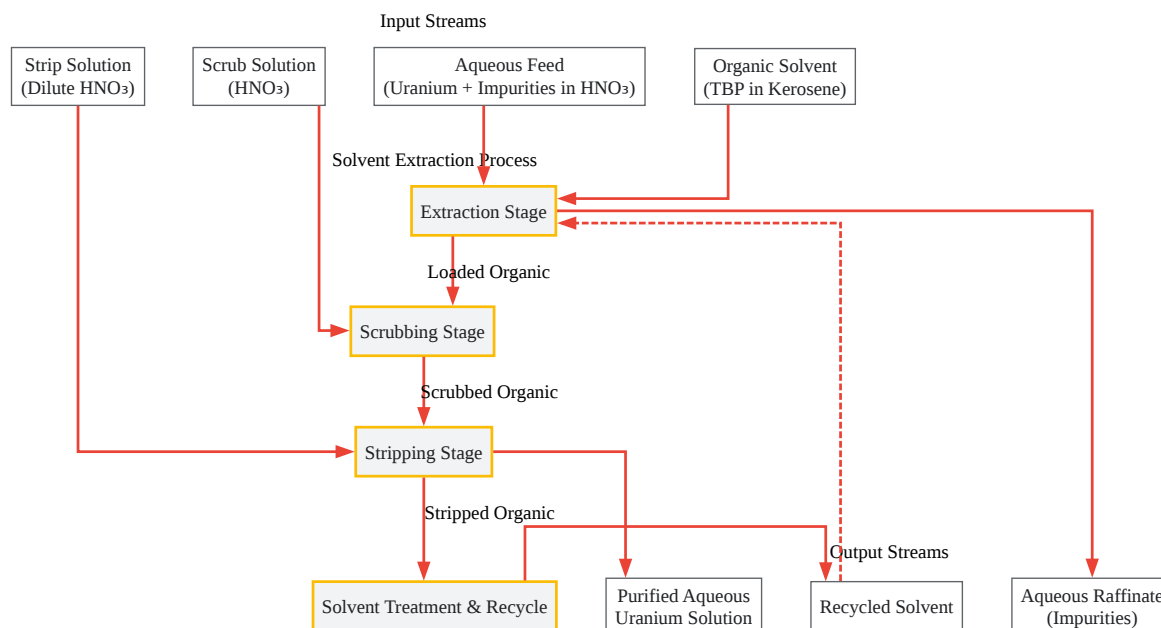 Input Streams
Strip Solution
(Dilute HNO₃)
Scrub Solution
(HNO₃)
Aqueous Feed
(Uranium + Impurities in HNO₃)
Organic Solvent
(TBP in Kerosene)
Solvent Extraction Process
Extraction Stage
Loaded Organic
Scrubbing Stage
Scrubbed Organic
Stripping Stage
Stripped Organic
Output Streams
Solvent Treatment & Recycle
Purified Aqueous
Uranium Solution
Recycled Solvent
Aqueous Raffinate
(Impurities)